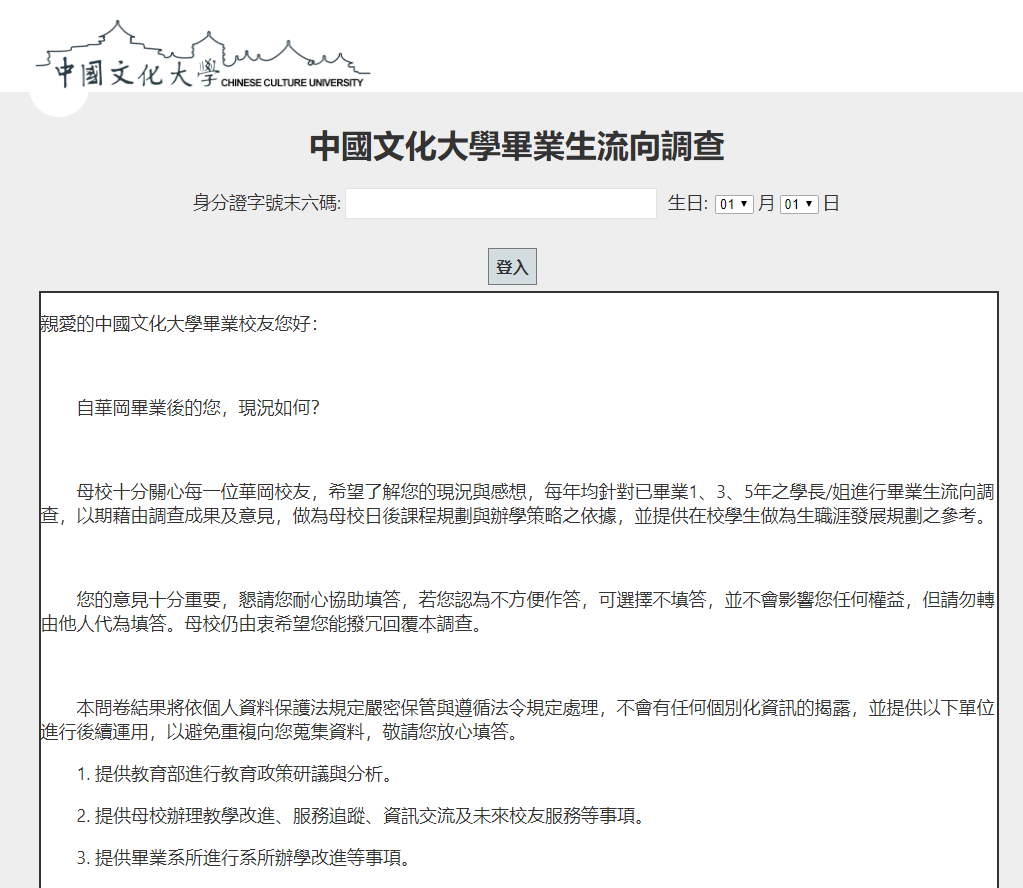 中國文化大學 CHINESE CULTURE UNIVERSITY
中國文化大學畢業生流向調查
身分證字號末六碼: 生日: 01 月 01 日
登入
親愛的中國文化大學畢業校友您好：
自華岡畢業後的您，現況如何？
母校十分關心每一位華岡校友，希望了解您的現況與感想，每年均針對已畢業1、3、5年之學長/姐進行畢業生流向調
查，以期藉由調查成果及意見，做為母校日後課程規劃與辦學策略之依據，並提供在校學生做為生職涯發展規劃之參考。
您的意見十分重要，懇請您耐心協助填答，若您認為不方便作答，可選擇不填答，並不會影響您任何權益，但請勿轉
由他人代為填答。母校仍由衷希望您能撥冗回覆本調查。
本問卷結果將依個人資料保護法規定嚴密保管與遵循法令規定處理，不會有任何個別化資訊的揭露，並提供以下單位
進行後續運用，以避免重複向您蒐集資料，敬請您放心填答。
1. 提供教育部進行教育政策研議與分析。
2. 提供母校辦理教學改進、服務追蹤、資訊交流及未來校友服務等事項。
3. 提供畢業系所進行系所辦學改進等事項。